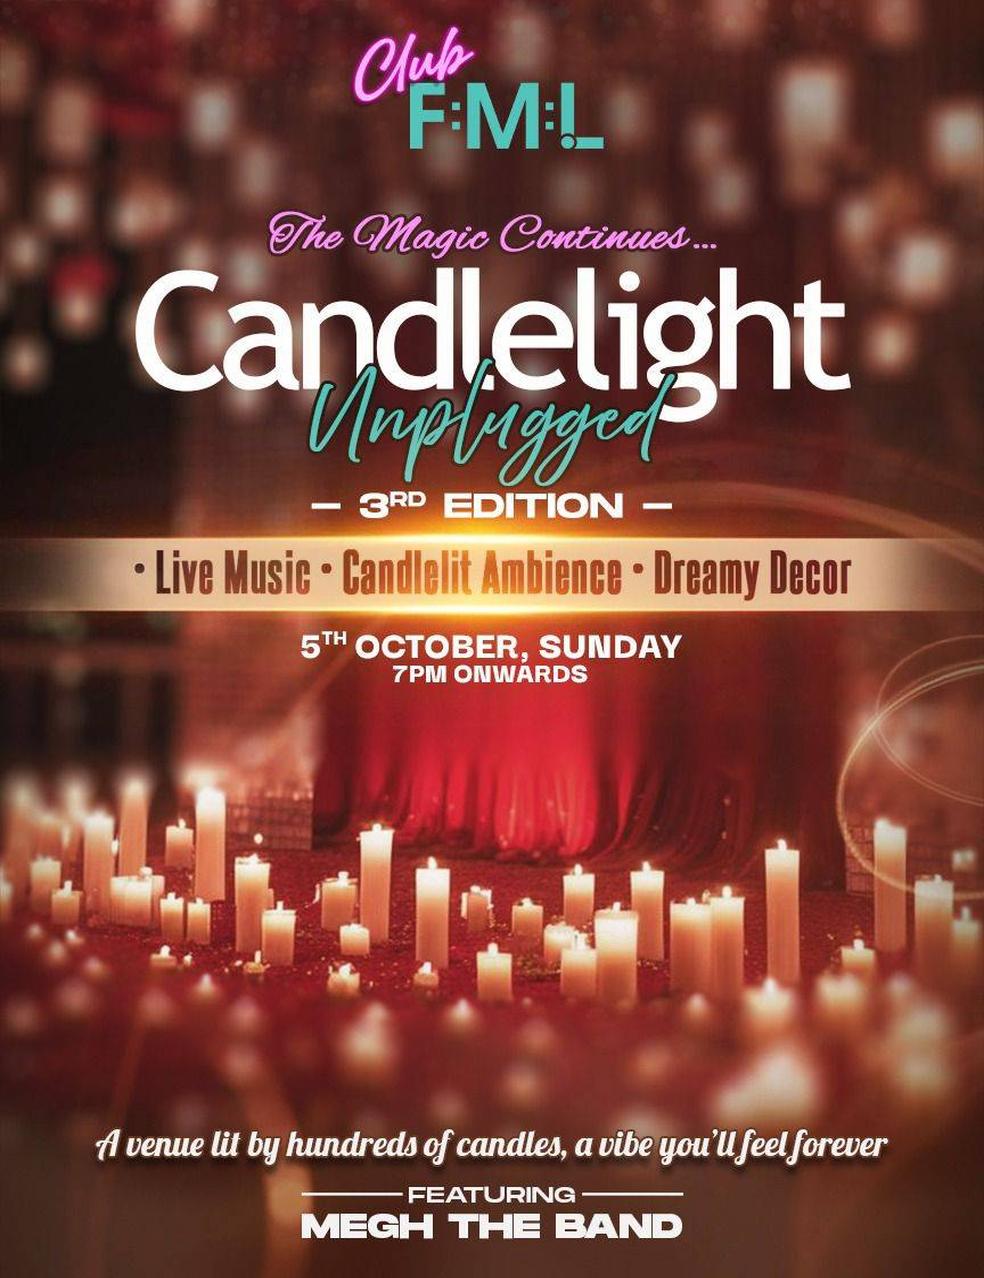 Club
F:M:L
The Magic Continues...
Candlelight
Unplugged
– 3RD EDITION –
• Live Music • Candlelit Ambience • Dreamy Decor
5TH OCTOBER, SUNDAY
7PM ONWARDS
A venue lit by hundreds of candles, a vibe you'll feel forever
FEATURING
MEGH THE BAND